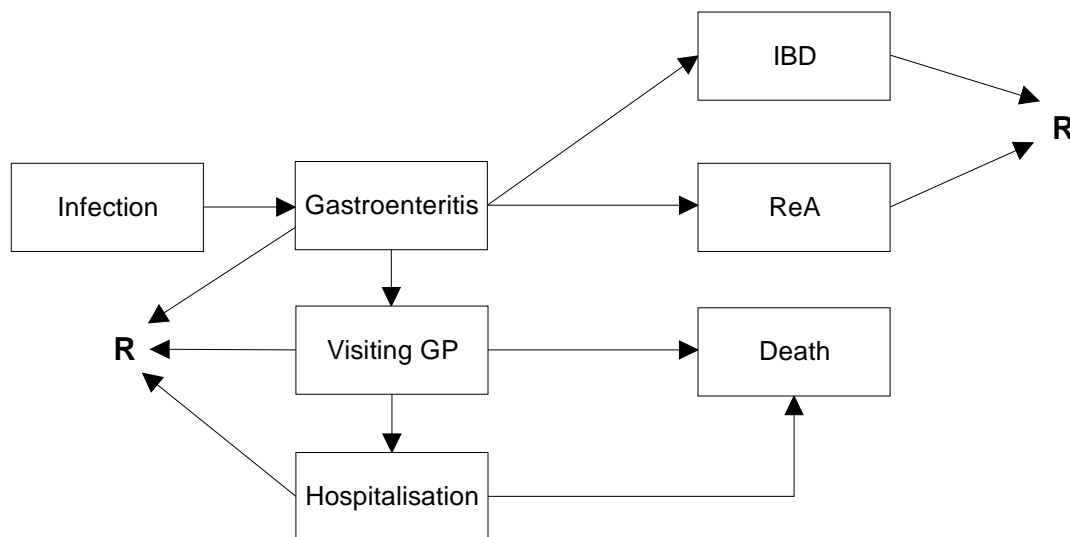 IBD
R
Infection
Gastroenteritis
ReA
R
Visiting GP
Death
Hospitalisation